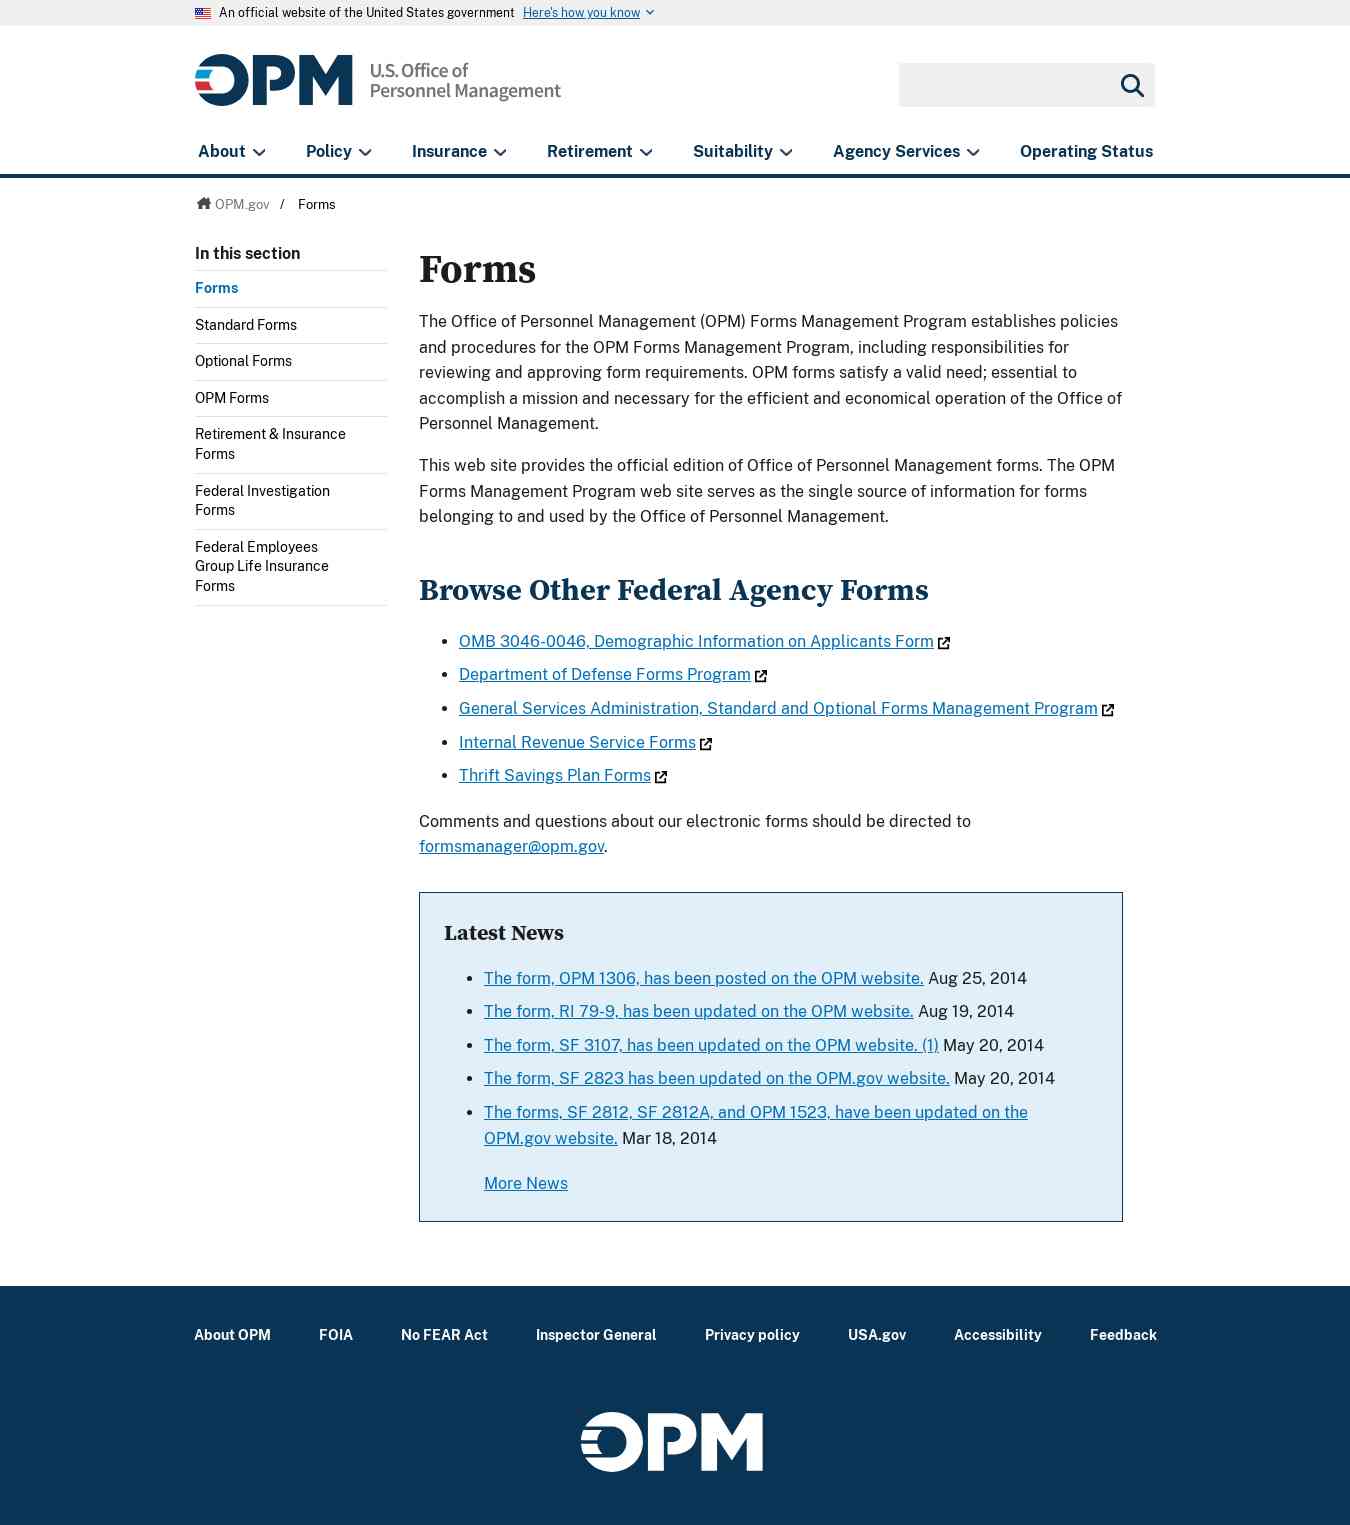 An official website of the United States government Here's how you know
OPM U.S. Office of
Personnel Management
About Policy Insurance Retirement Suitability Agency Services Operating Status
OPM.gov / Forms
In this section
Forms
Standard Forms
Optional Forms
OPM Forms
Retirement & Insurance
Forms
Federal Investigation
Forms
Federal Employees
Group Life Insurance
Forms
Forms
The Office of Personnel Management (OPM) Forms Management Program establishes policies
and procedures for the OPM Forms Management Program, including responsibilities for
reviewing and approving form requirements. OPM forms satisfy a valid need; essential to
accomplish a mission and necessary for the efficient and economical operation of the Office of
Personnel Management.
This web site provides the official edition of Office of Personnel Management forms. The OPM
Forms Management Program web site serves as the single source of information for forms
belonging to and used by the Office of Personnel Management.
Browse Other Federal Agency Forms
OMB 3046-0046, Demographic Information on Applicants Form
Department of Defense Forms Program
General Services Administration, Standard and Optional Forms Management Program
Internal Revenue Service Forms
Thrift Savings Plan Forms
Comments and questions about our electronic forms should be directed to
formsmanager@opm.gov.
Latest News
The form, OPM 1306, has been posted on the OPM website. Aug 25, 2014
The form, RI 79-9, has been updated on the OPM website. Aug 19, 2014
The form, SF 3107, has been updated on the OPM website. (1) May 20, 2014
The form, SF 2823 has been updated on the OPM.gov website. May 20, 2014
The forms, SF 2812, SF 2812A, and OPM 1523, have been updated on the
OPM.gov website. Mar 18, 2014
More News
About OPM FOIA No FEAR Act Inspector General Privacy policy USA.gov Accessibility Feedback
OPM